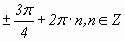 ± 3π/4 + 2π · n, n ∈ Z